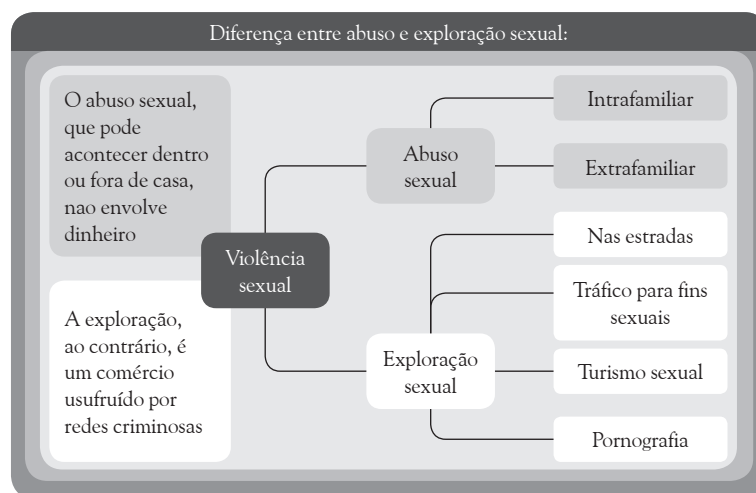 Diferença entre abuso e exploração sexual:
O abuso sexual,
que pode
acontecer dentro
ou fora de casa,
nao envolve
dinheiro
A exploração,
ao contrário, é
um comércio
usufruído por
redes criminosas
Violência
sexual
Abuso
sexual
Intrafamiliar
Extrafamiliar
Exploração
sexual
Nas estradas
Tráfico para fins
sexuais
Turismo sexual
Pornografia